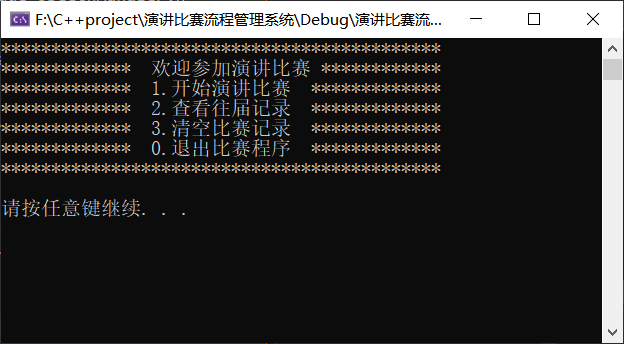 F:\C++project\演讲比赛流程管理系统\Debug\演讲比赛流...
********************************************
************* 欢迎参加演讲比赛 ************
************* 1.开始演讲比赛 *************
************* 2.查看往届记录 *************
************* 3.清空比赛记录 *************
************* 0.退出比赛程序 *************
********************************************
请按任意键继续. . .